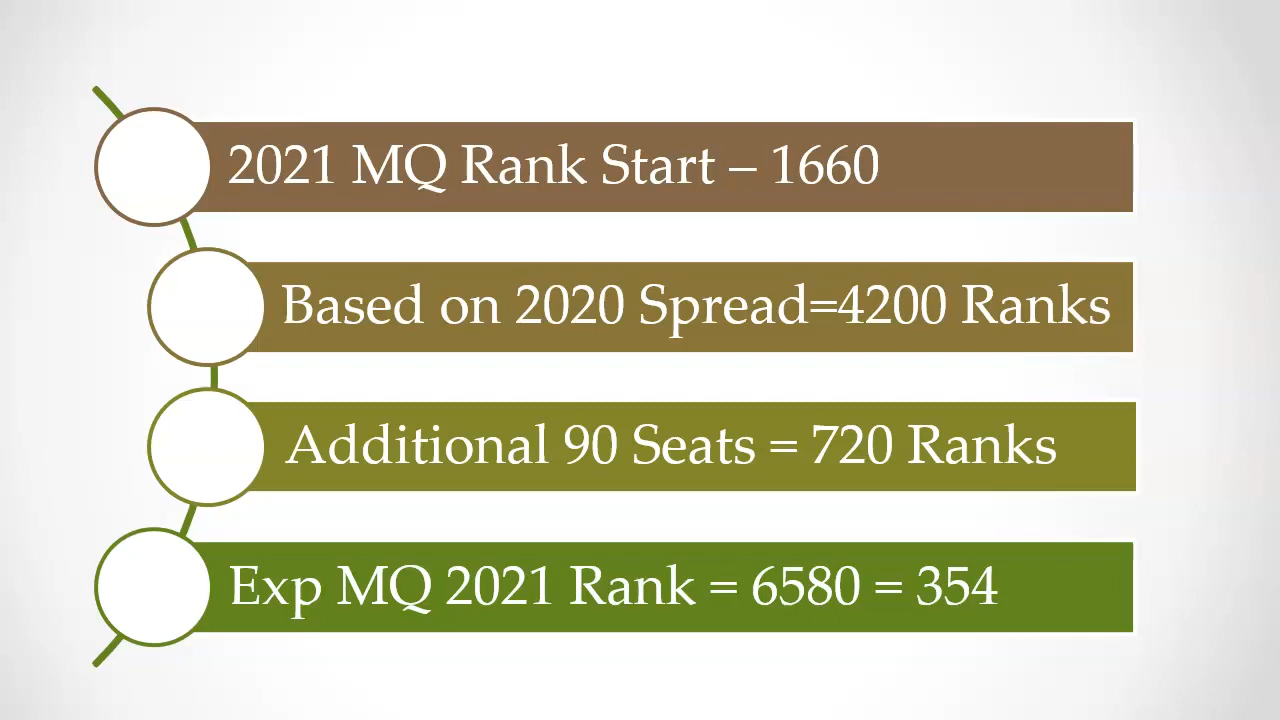 2021 MQ Rank Start – 1660
Based on 2020 Spread=4200 Ranks
Additional 90 Seats = 720 Ranks
Exp MQ 2021 Rank = 6580 = 354